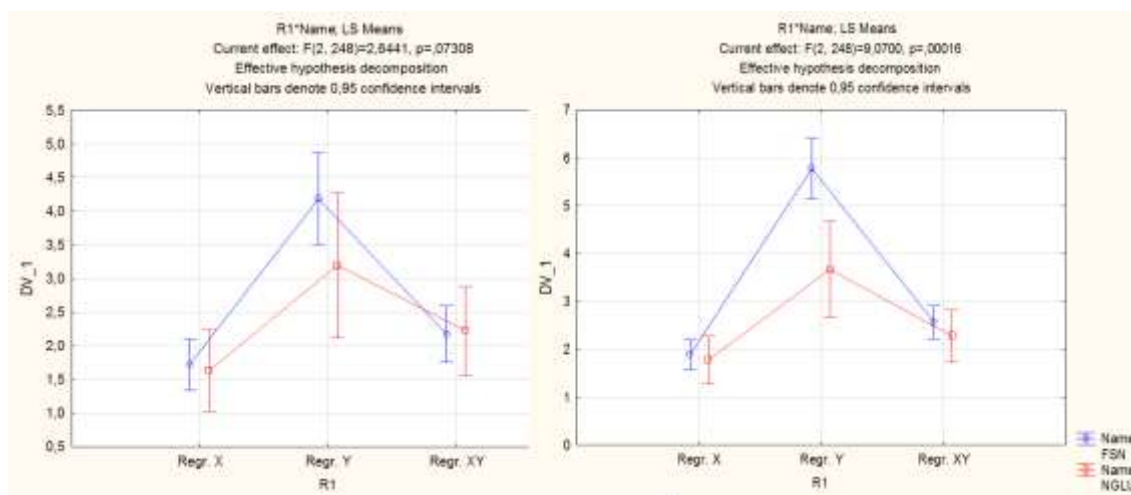 R1*Name; LS Means
Current effect: F(2, 248)=2,6441, p=,07308
Effective hypothesis decomposition
Vertical bars denote 0,95 confidence intervals
5,5
5,0
4,5
4,0
3,5
3,0
2,5
2,0
1,5
1,0
0,5
DV_1
Regr. X Regr. Y Regr. XY
R1
R1*Name; LS Means
Current effect: F(2, 248)=9,0700, p=,00016
Effective hypothesis decomposition
Vertical bars denote 0,95 confidence intervals
7
6
5
4
3
2
1
0
DV_1
Regr. X Regr. Y Regr. XY
R1
Name
FSN
Name